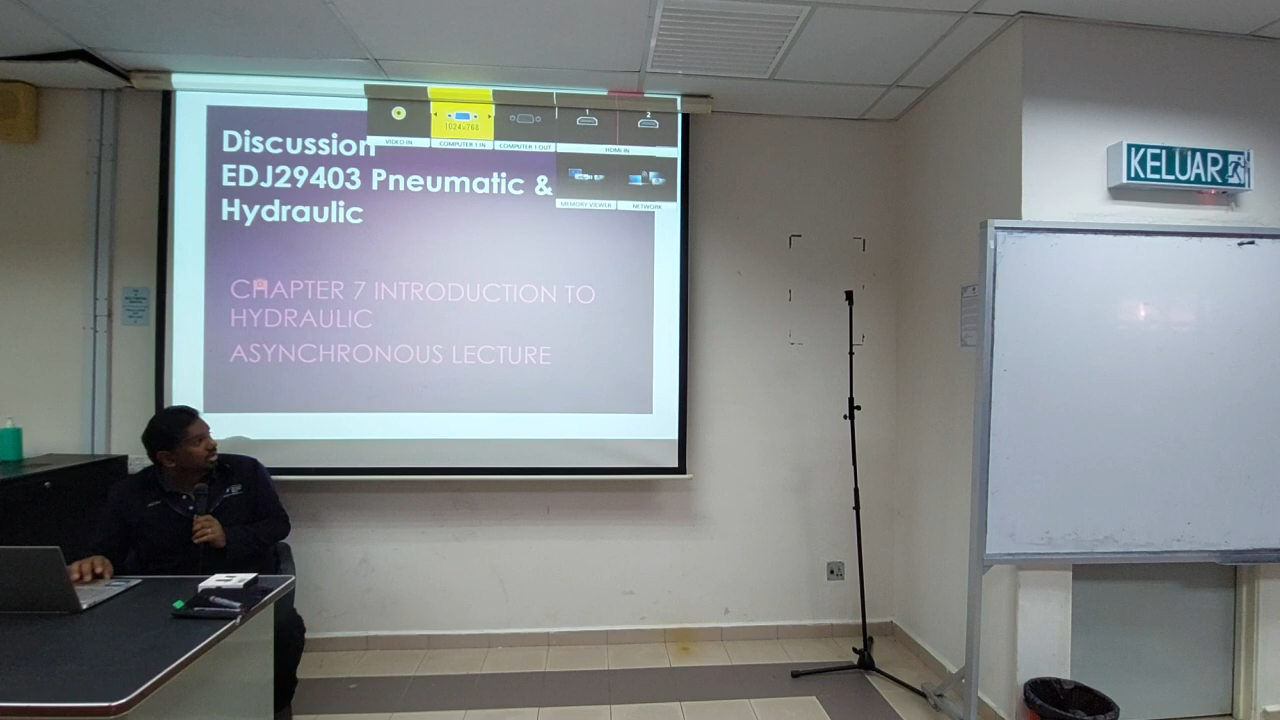 VIDEO IN
1024x768
COMPUTER 1 IN
COMPUTER 1 OUT
1
2
HDMI IN
MEMORY VIEWER
NETWORK
Discussion
EDJ29403 Pneumatic &
Hydraulic
CHAPTER 7 INTRODUCTION TO
HYDRAULIC
ASYNCHRONOUS LECTURE
KELUAR